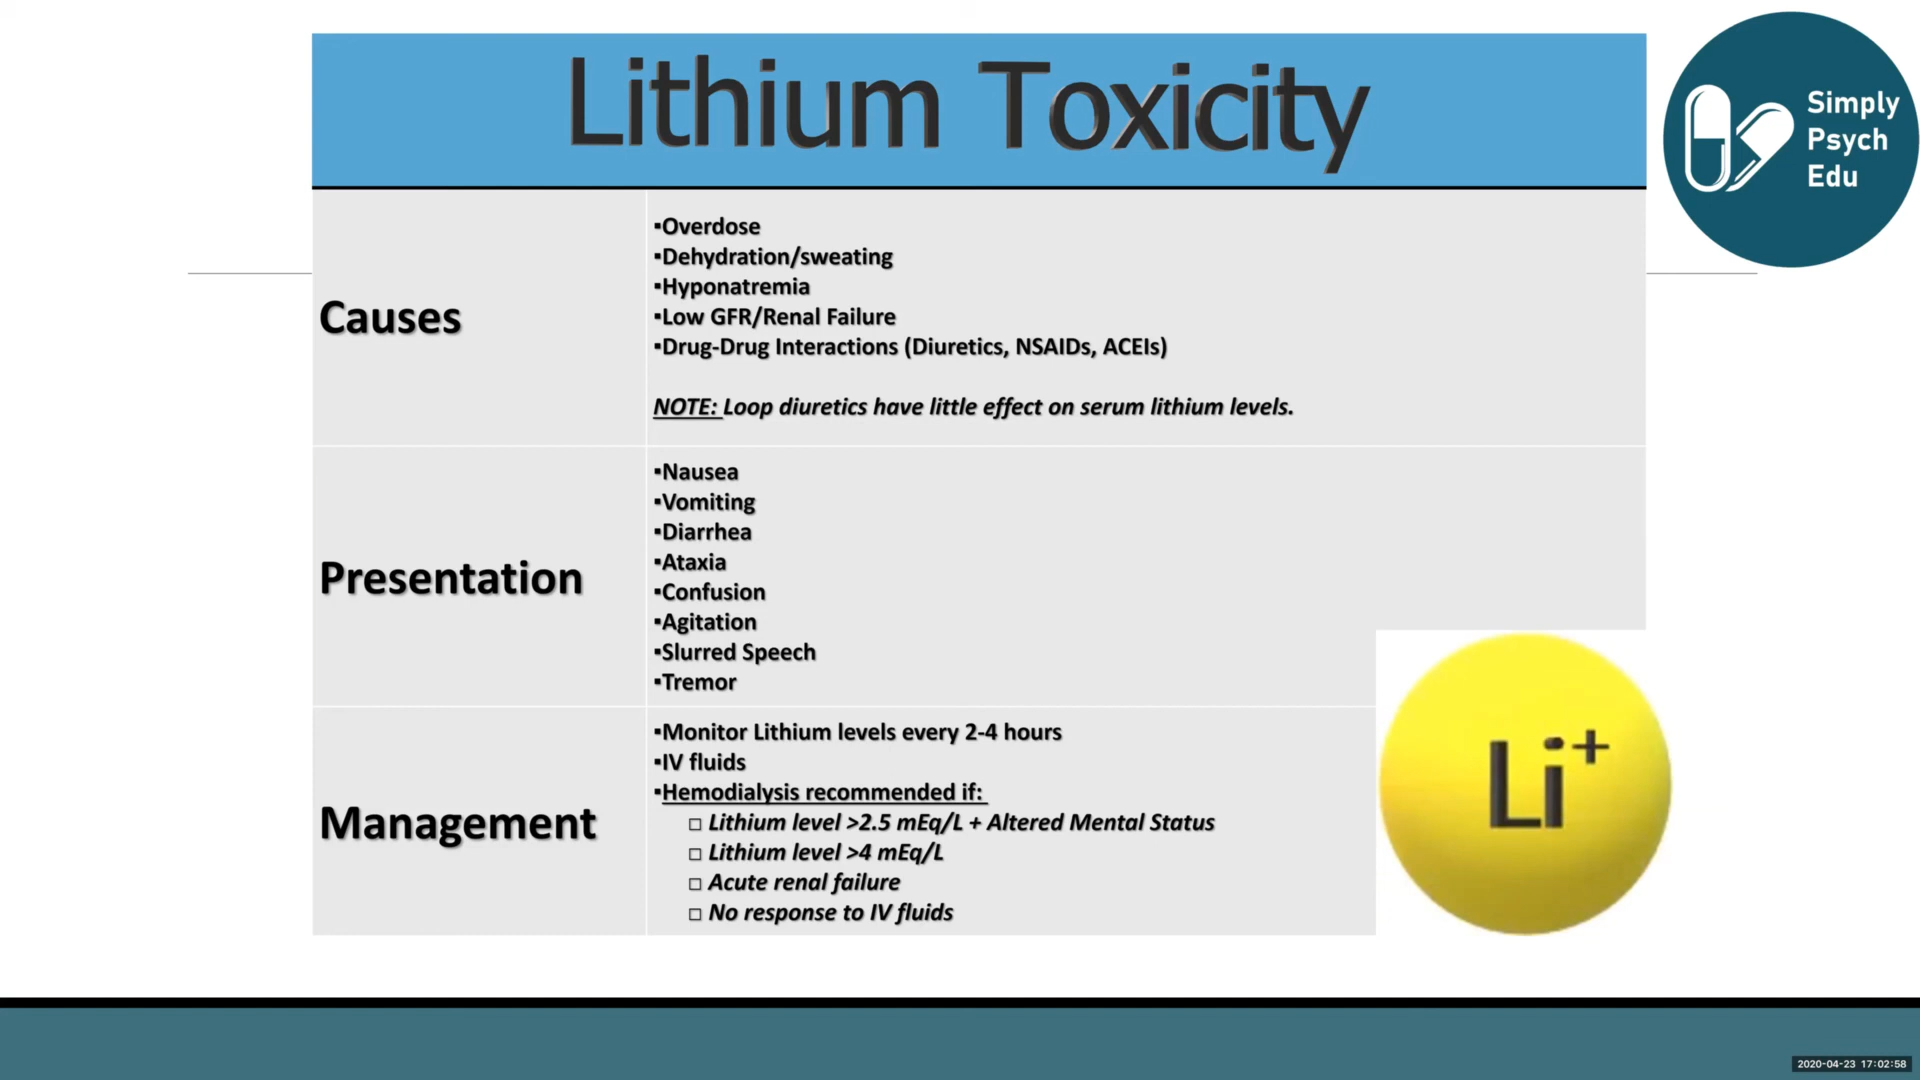 Lithium Toxicity
Simply
Psych
Edu
Causes
▪Overdose
▪Dehydration/sweating
▪Hyponatremia
▪Low GFR/Renal Failure
▪Drug-Drug Interactions (Diuretics, NSAIDs, ACEIs)
NOTE: Loop diuretics have little effect on serum lithium levels.
Presentation
▪Nausea
▪Vomiting
▪Diarrhea
▪Ataxia
▪Confusion
▪Agitation
▪Slurred Speech
▪Tremor
Management
▪Monitor Lithium levels every 2-4 hours
▪IV fluids
▪Hemodialysis recommended if:
□ Lithium level >2.5 mEq/L + Altered Mental Status
□ Lithium level >4 mEq/L
□ Acute renal failure
□ No response to IV fluids
Li+
2020-04-23 17:02:58